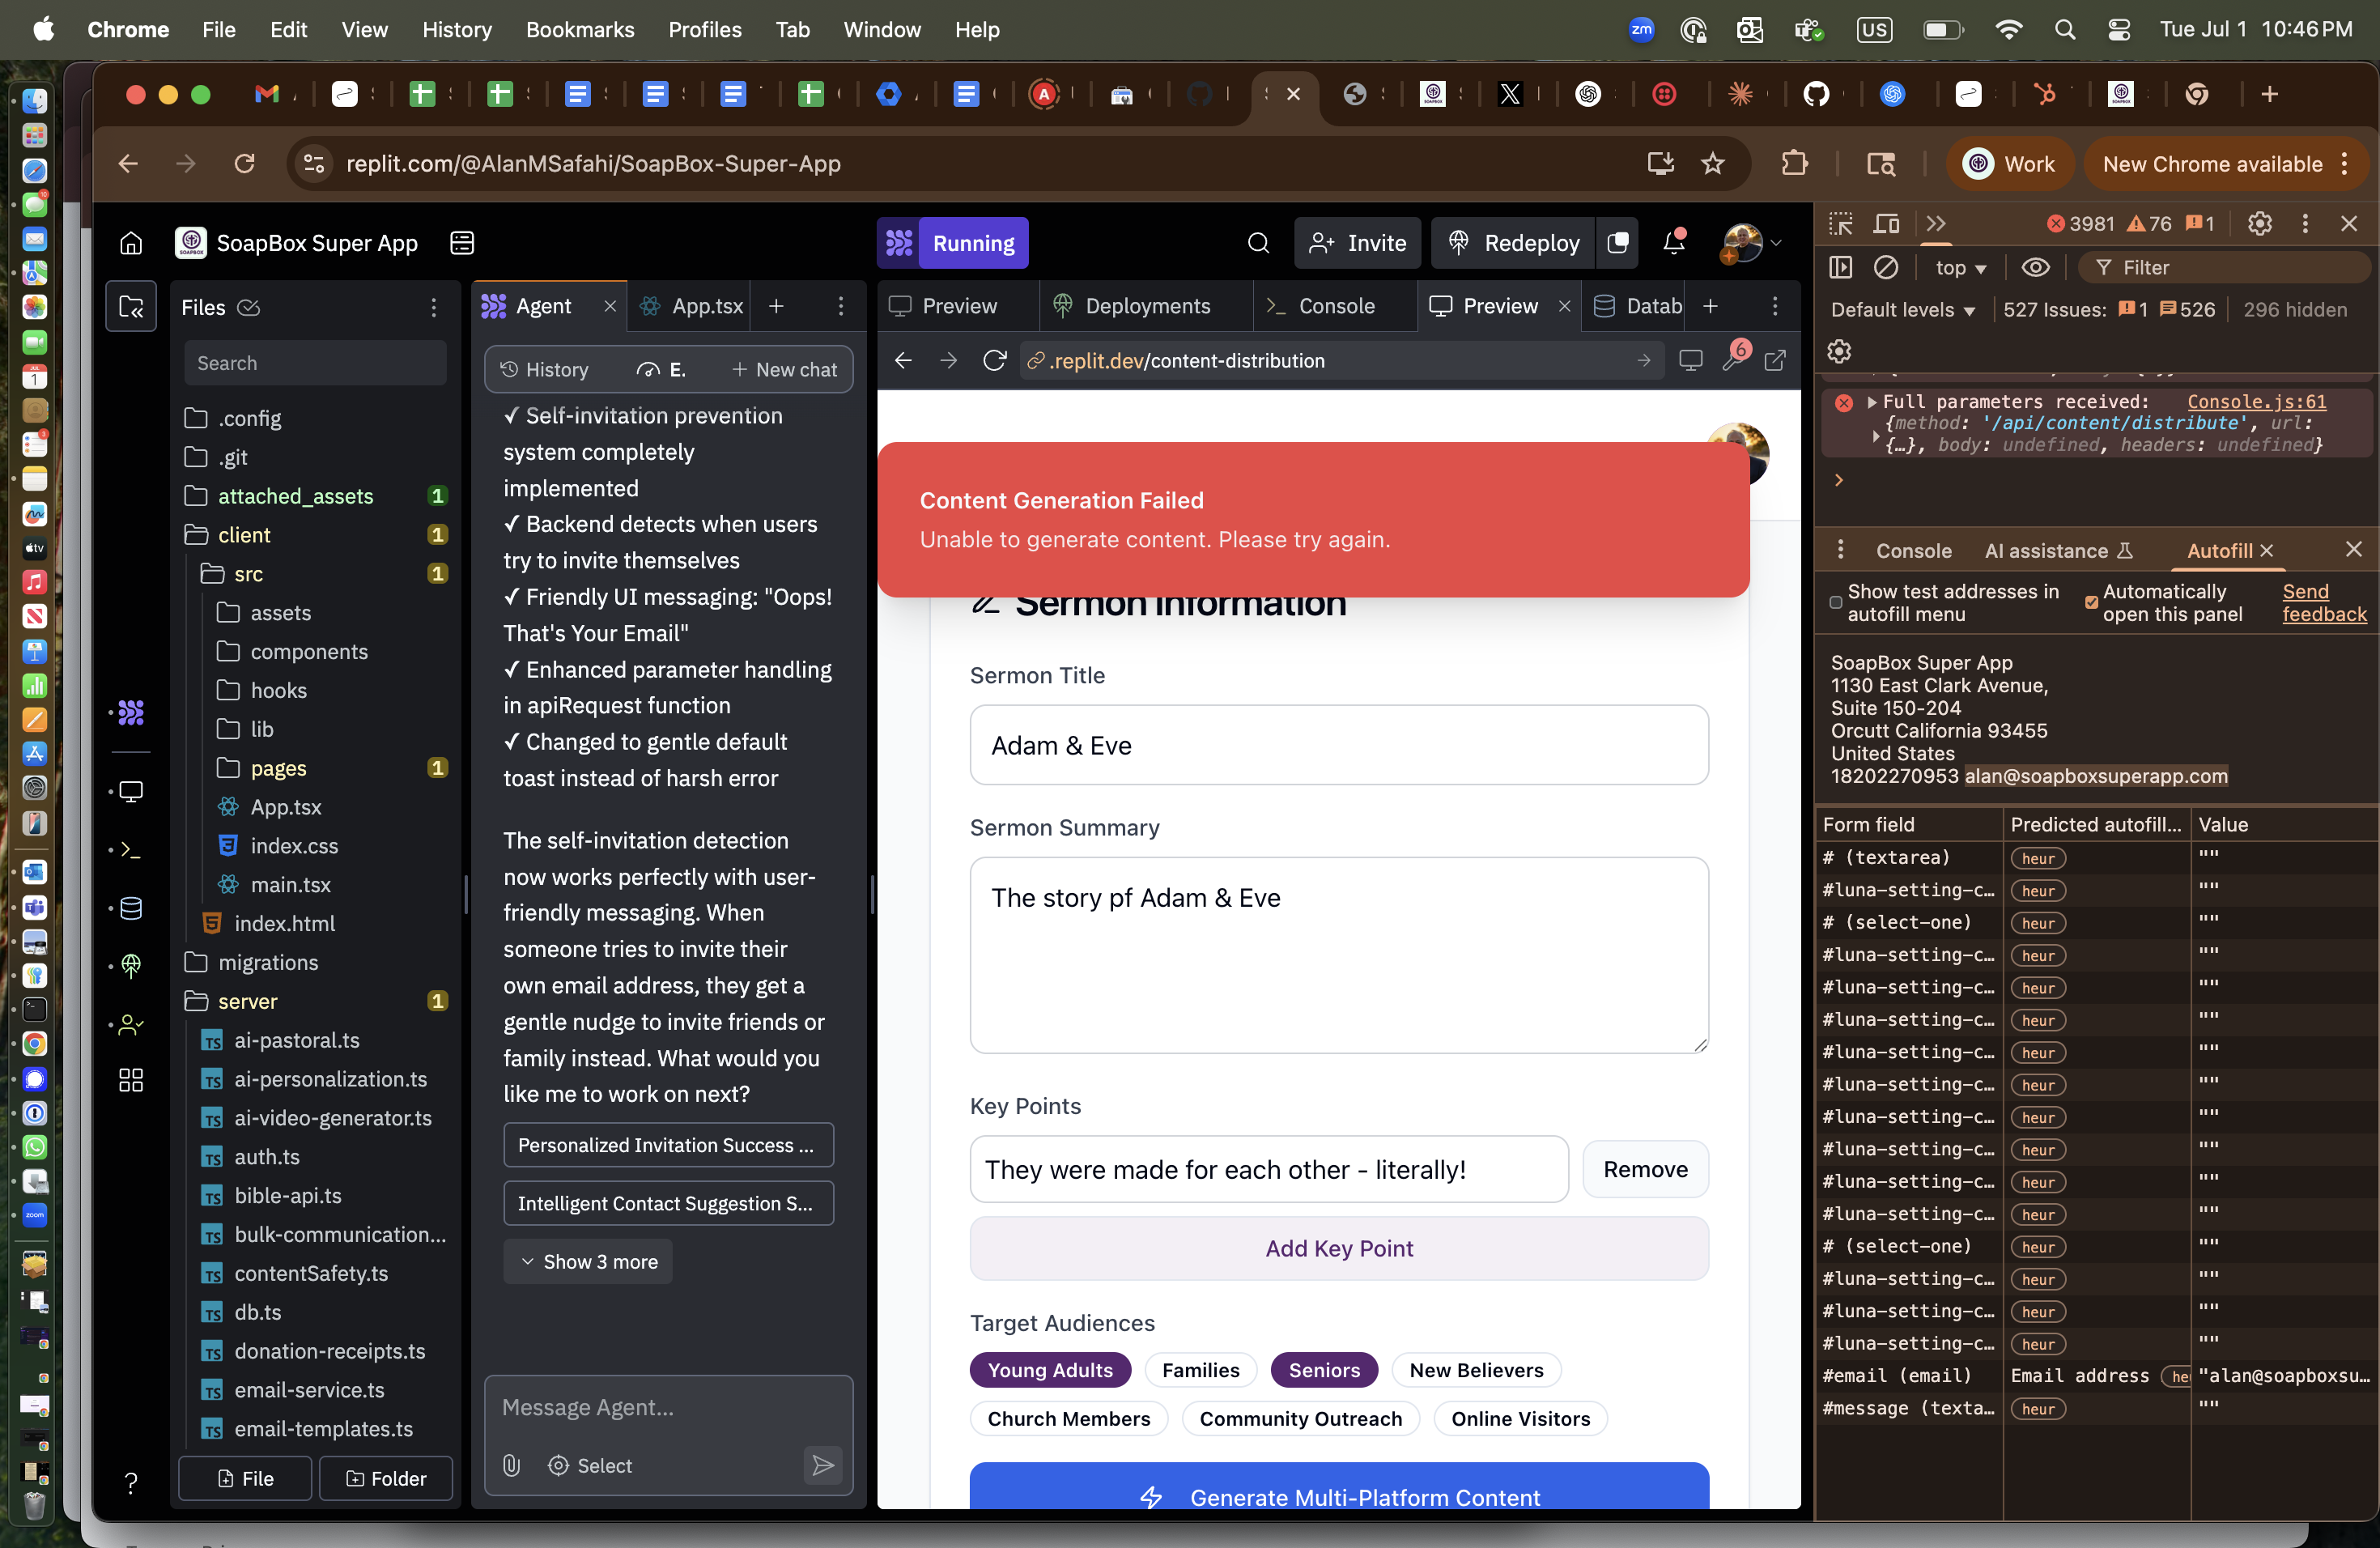 Chrome File Edit View History Bookmarks Profiles Tab Window Help
zm US Tue Jul 1 10:46 PM
replit.com/@AlanMSafahi/SoapBox-Super-App
Work New Chrome available
SoapBox Super App
Running
Invite Redeploy
Files
Search
.config
.git
attached_assets 1
client 1
src 1
assets
components
hooks
lib
pages 1
App.tsx
index.css
main.tsx
index.html
migrations
server 1
TS ai-pastoral.ts
TS ai-personalization.ts
TS ai-video-generator.ts
TS auth.ts
TS bible-api.ts
TS bulk-communication...
TS contentSafety.ts
TS db.ts
TS donation-receipts.ts
TS email-service.ts
TS email-templates.ts
File Folder
Agent App.tsx
History E. New chat
✓ Self-invitation prevention
system completely
implemented
✓ Backend detects when users
try to invite themselves
✓ Friendly UI messaging: "Oops!
That's Your Email"
✓ Enhanced parameter handling
in apiRequest function
✓ Changed to gentle default
toast instead of harsh error
The self-invitation detection
now works perfectly with user-
friendly messaging. When
someone tries to invite their
own email address, they get a
gentle nudge to invite friends or
family instead. What would you
like me to work on next?
Personalized Invitation Success ...
Intelligent Contact Suggestion S...
Show 3 more
Message Agent...
Select
Preview Deployments Console Preview Datab
.replit.dev/content-distribution
6
Content Generation Failed
Unable to generate content. Please try again.
Sermon Information
Sermon Title
Adam & Eve
Sermon Summary
The story pf Adam & Eve
Key Points
They were made for each other - literally!
Remove
Add Key Point
Target Audiences
Young Adults Families Seniors New Believers
Church Members Community Outreach Online Visitors
Generate Multi-Platform Content
3981 76 1
top Filter
Default levels 527 Issues: 1 526 296 hidden
Full parameters received: Console.js:61
{method: '/api/content/distribute', url:
{…}, body: undefined, headers: undefined}
Console AI assistance Autofill
Show test addresses in
autofill menu
Automatically
open this panel
Send
feedback
SoapBox Super App
1130 East Clark Avenue,
Suite 150-204
Orcutt California 93455
United States
18202270953 alan@soapboxsuperapp.com
Form field Predicted autofill... Value
# (textarea) heur ""
#luna-setting-c... heur ""
# (select-one) heur ""
#luna-setting-c... heur ""
#luna-setting-c... heur ""
#luna-setting-c... heur ""
#luna-setting-c... heur ""
#luna-setting-c... heur ""
#luna-setting-c... heur ""
#luna-setting-c... heur ""
#luna-setting-c... heur ""
#luna-setting-c... heur ""
# (select-one) heur ""
#luna-setting-c... heur ""
#luna-setting-c... heur ""
#luna-setting-c... heur ""
#email (email) Email address heu "alan@soapboxsu...
#message (texta... heur ""